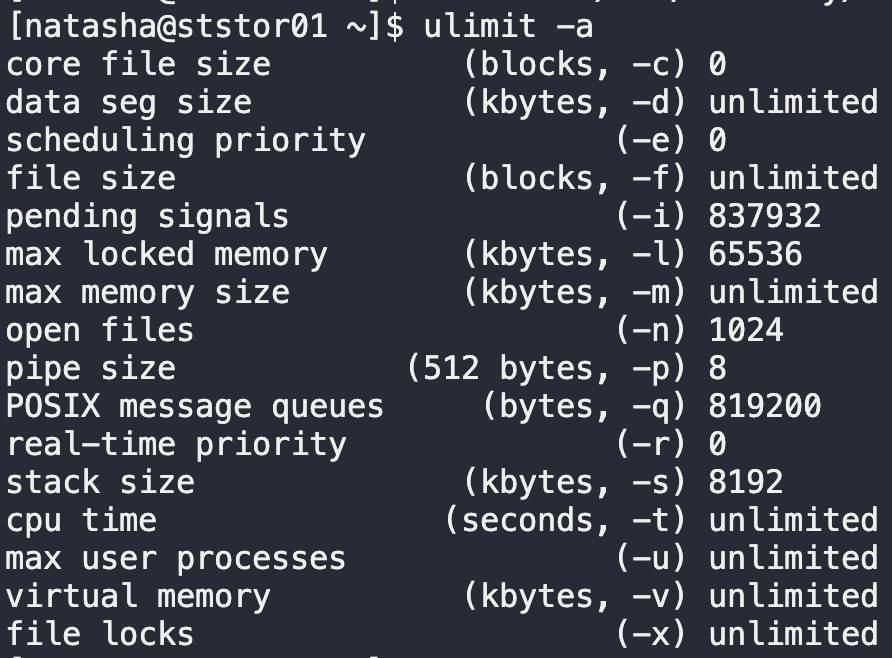 [natasha@ststor01 ~]$ ulimit -a
core file size          (blocks, -c) 0
data seg size           (kbytes, -d) unlimited
scheduling priority             (-e) 0
file size               (blocks, -f) unlimited
pending signals                 (-i) 837932
max locked memory       (kbytes, -l) 65536
max memory size         (kbytes, -m) unlimited
open files                      (-n) 1024
pipe size            (512 bytes, -p) 8
POSIX message queues     (bytes, -q) 819200
real-time priority              (-r) 0
stack size              (kbytes, -s) 8192
cpu time               (seconds, -t) unlimited
max user processes              (-u) unlimited
virtual memory          (kbytes, -v) unlimited
file locks                      (-x) unlimited